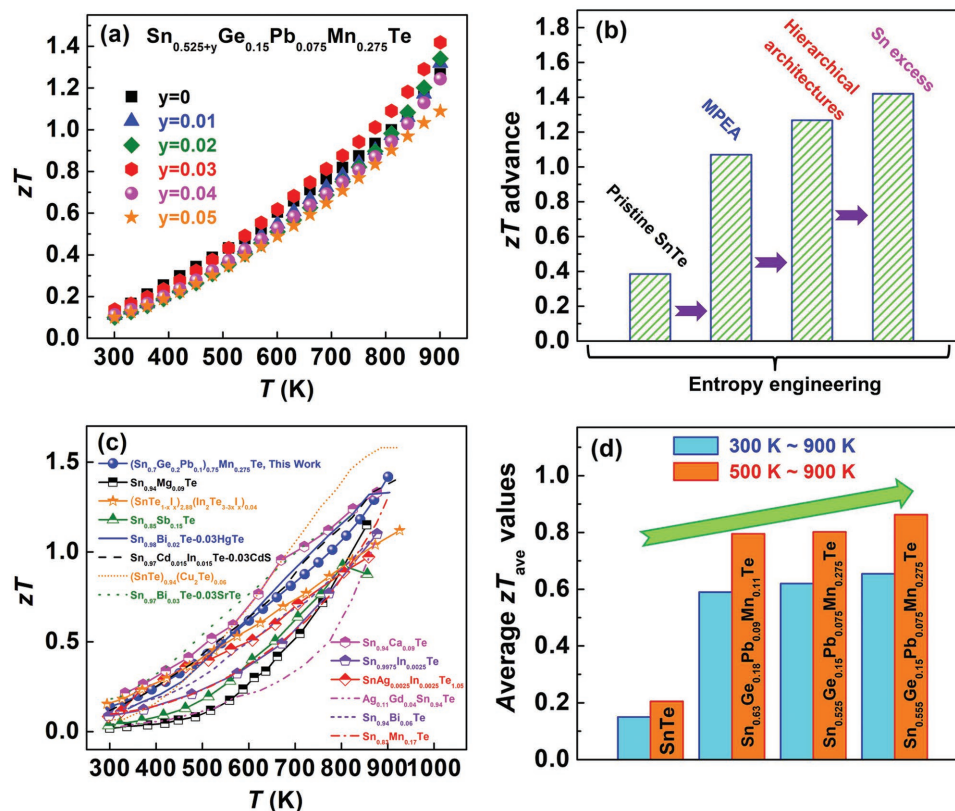 (a)
Sn0.525+yGe0.15Pb0.075Mn0.275Te
y=0
y=0.01
y=0.02
y=0.03
y=0.04
y=0.05
zT
1.4
1.2
1.0
0.8
0.6
0.4
0.2
0.0
300 400 500 600 700 800 900
T (K)
(b)
zT advance
1.8
1.6
1.4
1.2
1.0
0.8
0.6
0.4
0.2
0.0
Pristine SnTe
MPEA
Hierarchical
architectures
Sn excess
Entropy engineering
(c)
zT
1.5
1.0
0.5
0.0
(Sn0.7Ge0.2Pb0.1)0.75Mn0.275Te, This Work
Sn0.94Mg0.09Te
(SnTe1-xIx)2.88(In2Te3-3xIx)0.04
Sn0.85Sb0.15Te
Sn0.98Bi0.02Te-0.03HgTe
Sn0.97Cd0.015In0.015Te-0.03CdS
(SnTe)0.94(Cu2Te)0.06
Sn0.97Bi0.03Te-0.03SrTe
Sn0.94Ca0.09Te
Sn0.9975In0.0025Te
SnAg0.0025In0.0025Te1.05
Ag0.11Gd0.04Sn0.94Te
Sn0.94Bi0.06Te
Sn0.83Mn0.17Te
300 400 500 600 700 800 900 1000
T (K)
(d)
300 K ~ 900 K
500 K ~ 900 K
Average zTave values
1.2
1.0
0.8
0.6
0.4
0.2
0.0
SnTe
Sn0.63Ge0.18Pb0.09Mn0.11Te
Sn0.525Ge0.15Pb0.075Mn0.275Te
Sn0.555Ge0.15Pb0.075Mn0.275Te